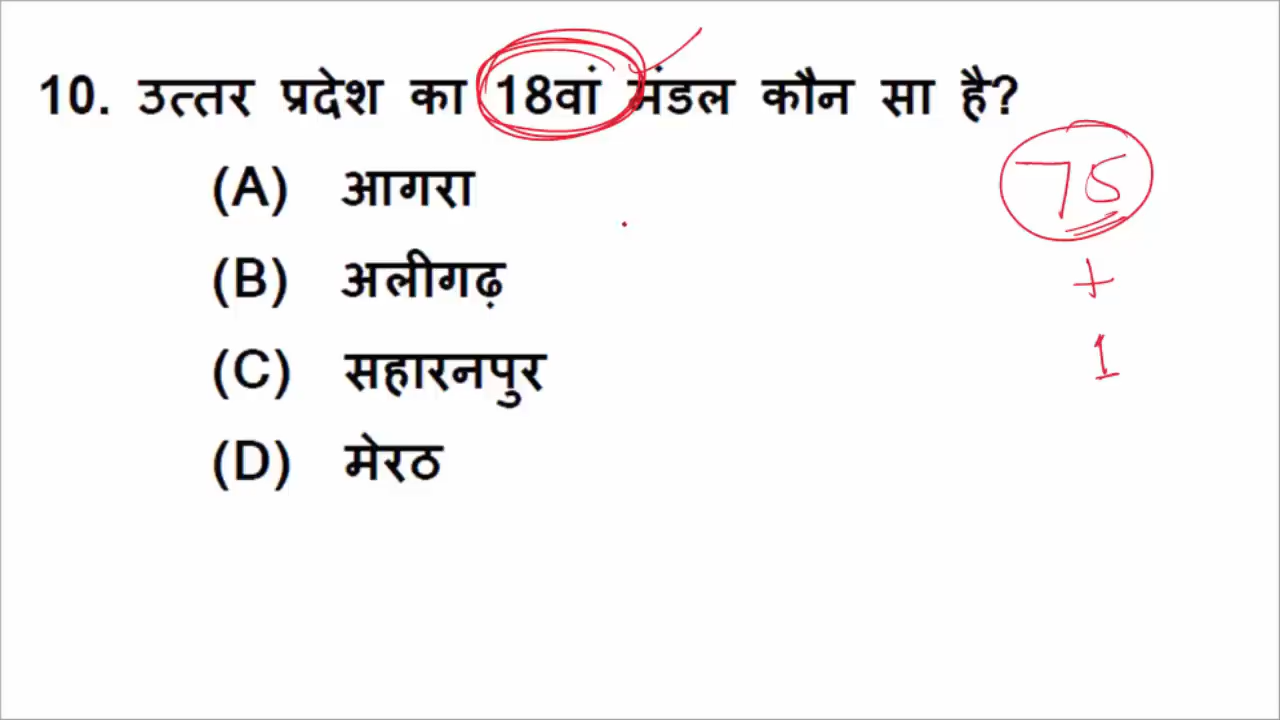 10. उत्तर प्रदेश का 18वां मंडल कौन सा है?
75
(A) आगरा
+
(B) अलीगढ़
1
(C) सहारनपुर
(D) मेरठ